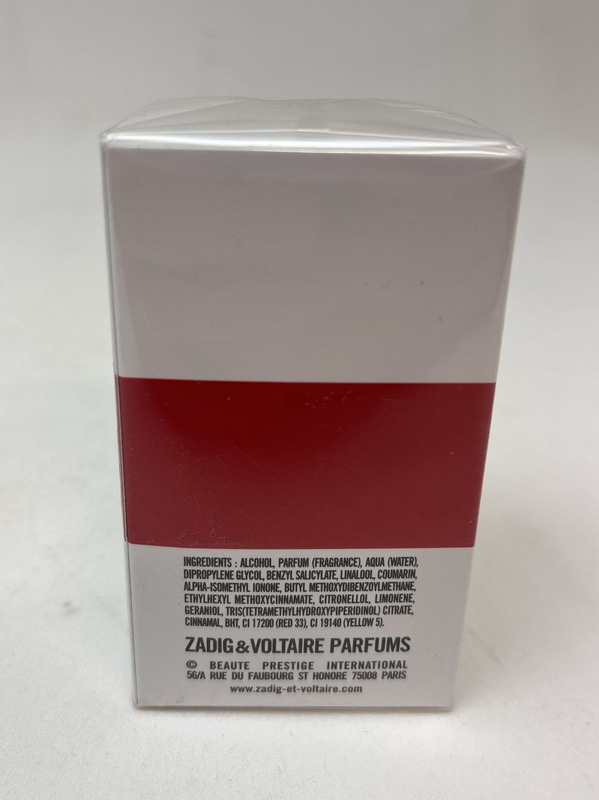 INGREDIENTS : ALCOHOL, PARFUM (FRAGRANCE), AQUA (WATER),
DIPROPYLENE GLYCOL, BENZYL SALICYLATE, LINALOOL, COUMARIN,
ALPHA-ISOMETHYL IONONE, BUTYL METHOXYDIBENZOYLMETHANE,
ETHYLHEXYL METHOXYCINNAMATE, CITRONELLOL, LIMONENE,
GERANIOL, TRIS(TETRAMETHYLHYDROXYPIPERIDINOL) CITRATE,
CINNAMAL, BHT, CI 17200 (RED 33), CI 19140 (YELLOW 5).
ZADIG&VOLTAIRE PARFUMS
© BEAUTE PRESTIGE INTERNATIONAL
56/A RUE DU FAUBOURG ST HONORE 75008 PARIS
www.zadig-et-voltaire.com